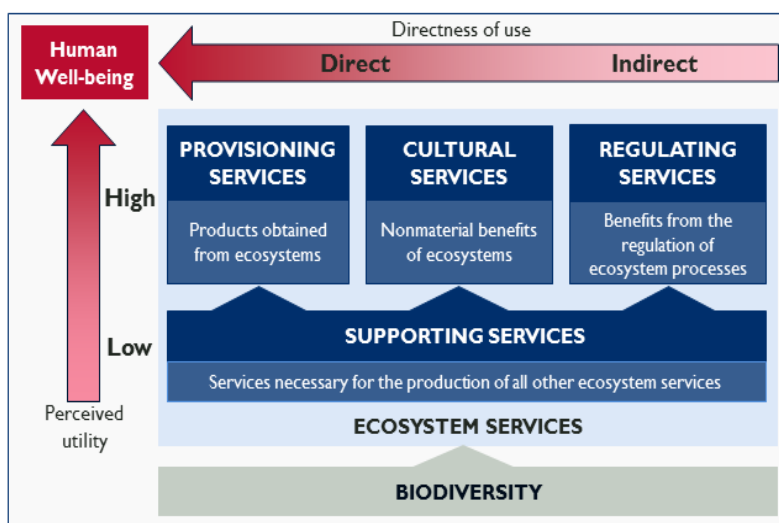 Human
Well-being
Directness of use
Direct
Indirect
High
Low
Perceived
utility
PROVISIONING
SERVICES
Products obtained
from ecosystems
CULTURAL
SERVICES
Nonmaterial benefits
of ecosystems
REGULATING
SERVICES
Benefits from the
regulation of
ecosystem processes
SUPPORTING SERVICES
Services necessary for the production of all other ecosystem services
ECOSYSTEM SERVICES
BIODIVERSITY